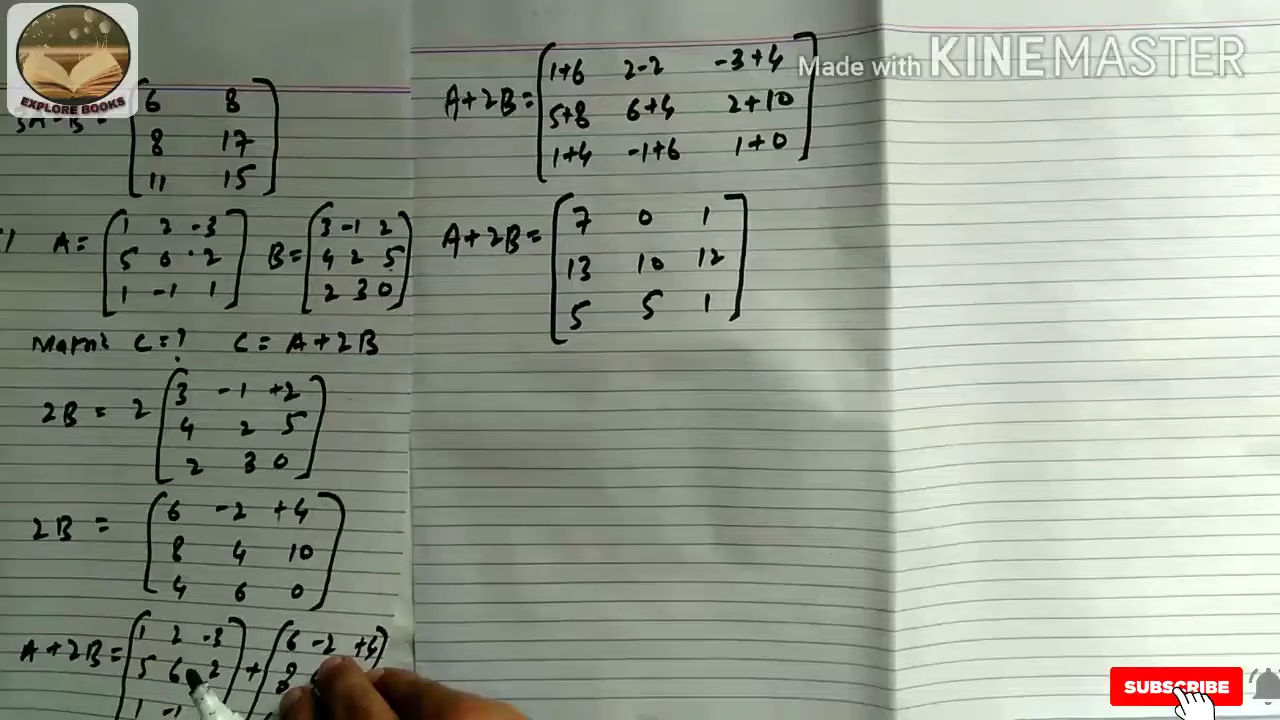 EXPLORE BOOKS
6 8
8 17
11 15
A = [1 2 -3
5 0 2
1 -1 1]
B = [3 -1 2
4 2 5
2 3 0]
Matrix C = ? C = A + 2B
2B = 2 [3 -1 +2
4 2 5
2 3 0]
2B = [6 -2 +4
8 4 10
4 6 0]
A + 2B = [1 2 -3
5 6 2
1 -1
] + [6 -2 +4
8
A + 2B = [1+6 2-2 -3+4
5+8 6+4 2+10
1+4 -1+6 1+0]
A + 2B = [7 0 1
13 10 12
5 5 1]
Made with KINEMASTER
SUBSCRIBE